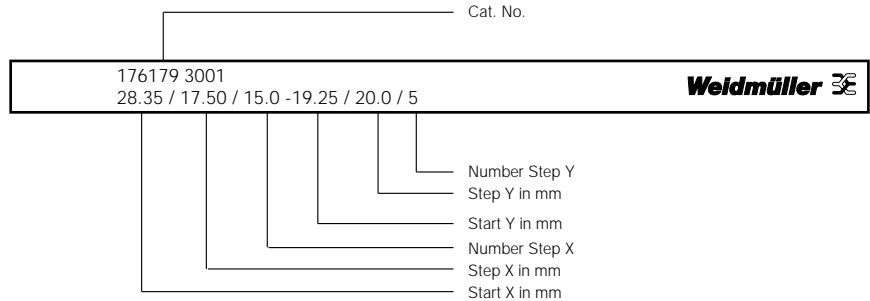 Cat. No.
176179 3001
28.35 / 17.50 / 15.0 -19.25 / 20.0 / 5
Weidmüller
Number Step Y
Step Y in mm
Start Y in mm
Number Step X
Step X in mm
Start X in mm